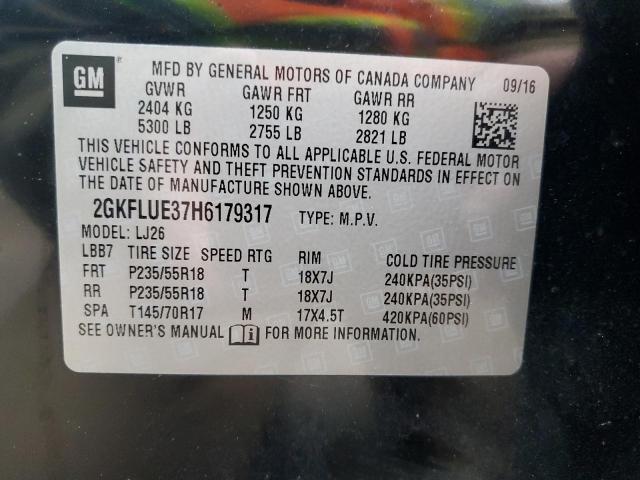 GM
MFD BY GENERAL MOTORS OF CANADA COMPANY 09/16
GVWR GAWR FRT GAWR RR
2404 KG 1250 KG 1280 KG
5300 LB 2755 LB 2821 LB
THIS VEHICLE CONFORMS TO ALL APPLICABLE U.S. FEDERAL MOTOR
VEHICLE SAFETY AND THEFT PREVENTION STANDARDS IN EFFECT ON
THE DATE OF MANUFACTURE SHOWN ABOVE.
2GKFLUE37H6179317 TYPE: M.P.V.
MODEL: LJ26
LBB7 TIRE SIZE SPEED RTG RIM COLD TIRE PRESSURE
FRT P235/55R18 T 18X7J 240KPA(35PSI)
RR P235/55R18 T 18X7J 240KPA(35PSI)
SPA T145/70R17 M 17X4.5T 420KPA(60PSI)
SEE OWNER'S MANUAL FOR MORE INFORMATION.